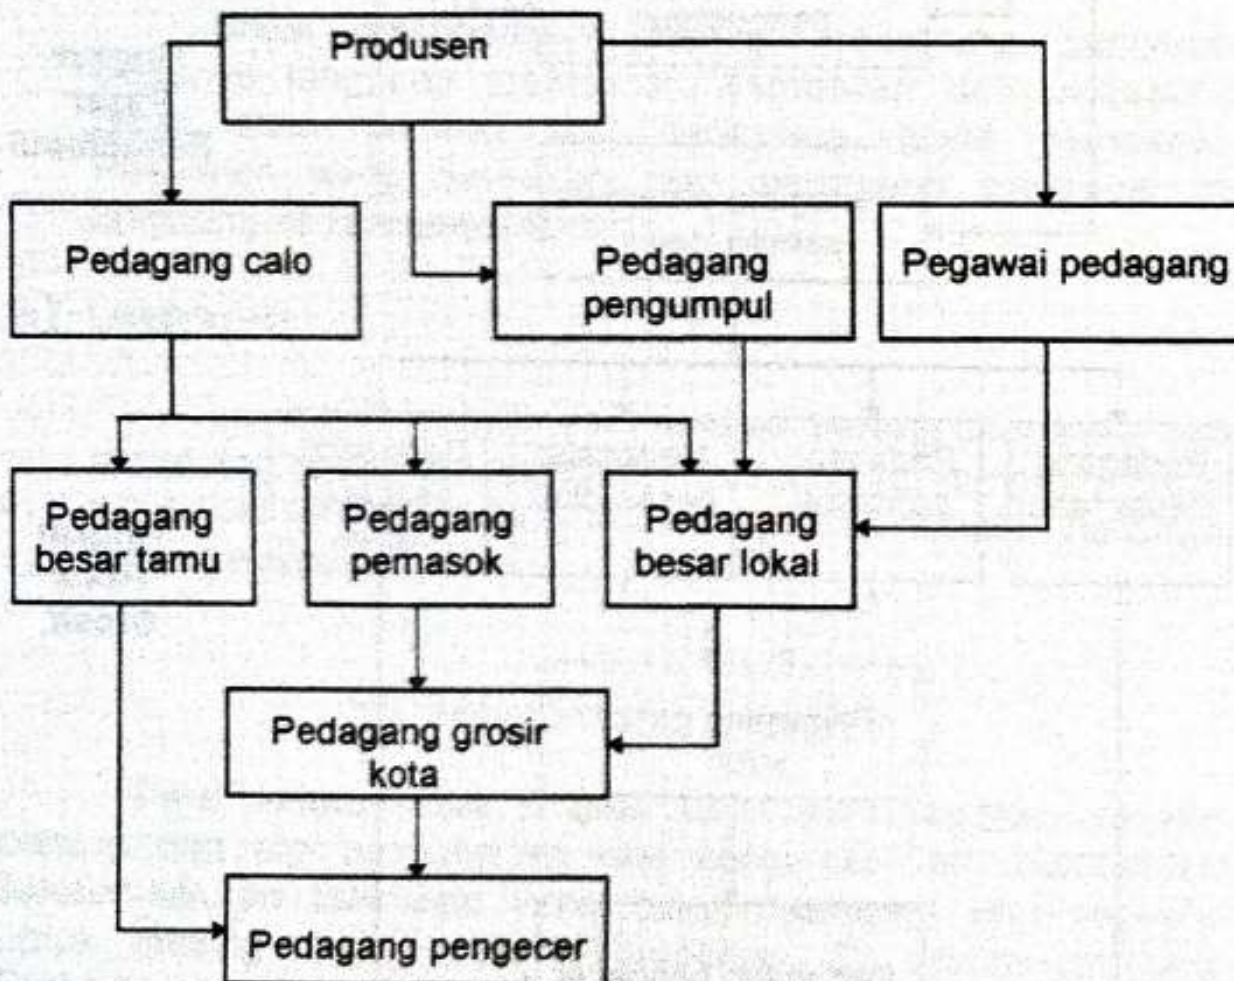 Produsen
Pedagang calo
Pedagang
pengumpul
Pegawai pedagang
Pedagang
besar tamu
Pedagang
pemasok
Pedagang
besar lokal
Pedagang grosir
kota
Pedagang pengecer